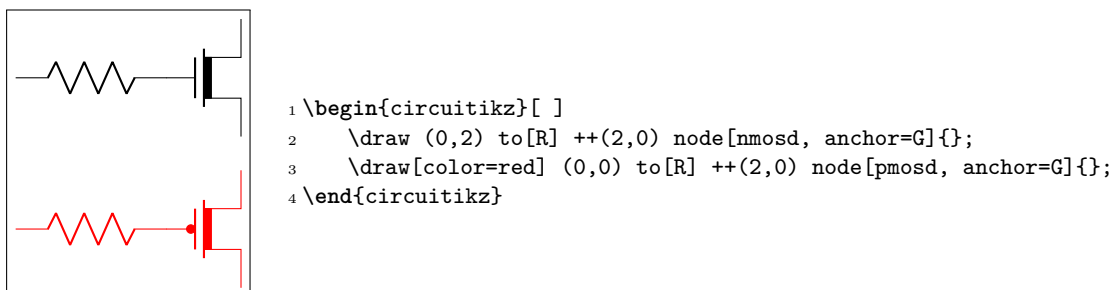 1 \begin{circuitikz}[ ]
2     \draw (0,2) to[R] ++(2,0) node[nmosd, anchor=G]{};
3     \draw[color=red] (0,0) to[R] ++(2,0) node[pmosd, anchor=G]{};
4 \end{circuitikz}